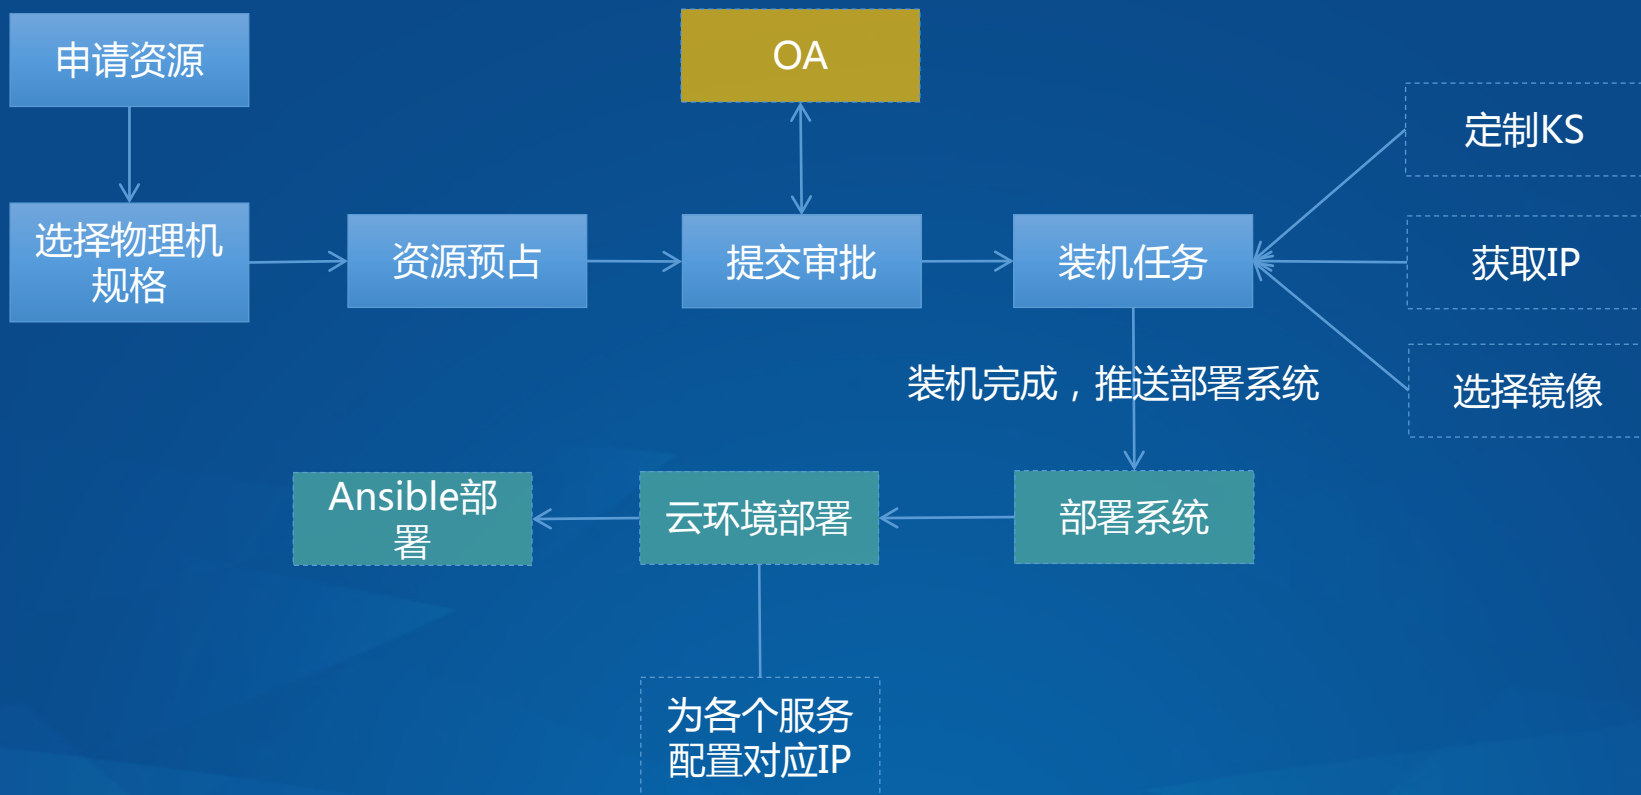 申请资源
OA
定制KS
选择物理机
规格
资源预占
提交审批
装机任务
获取IP
装机完成，推送部署系统
选择镜像
Ansible部
署
云环境部署
部署系统
为各个服务
配置对应IP